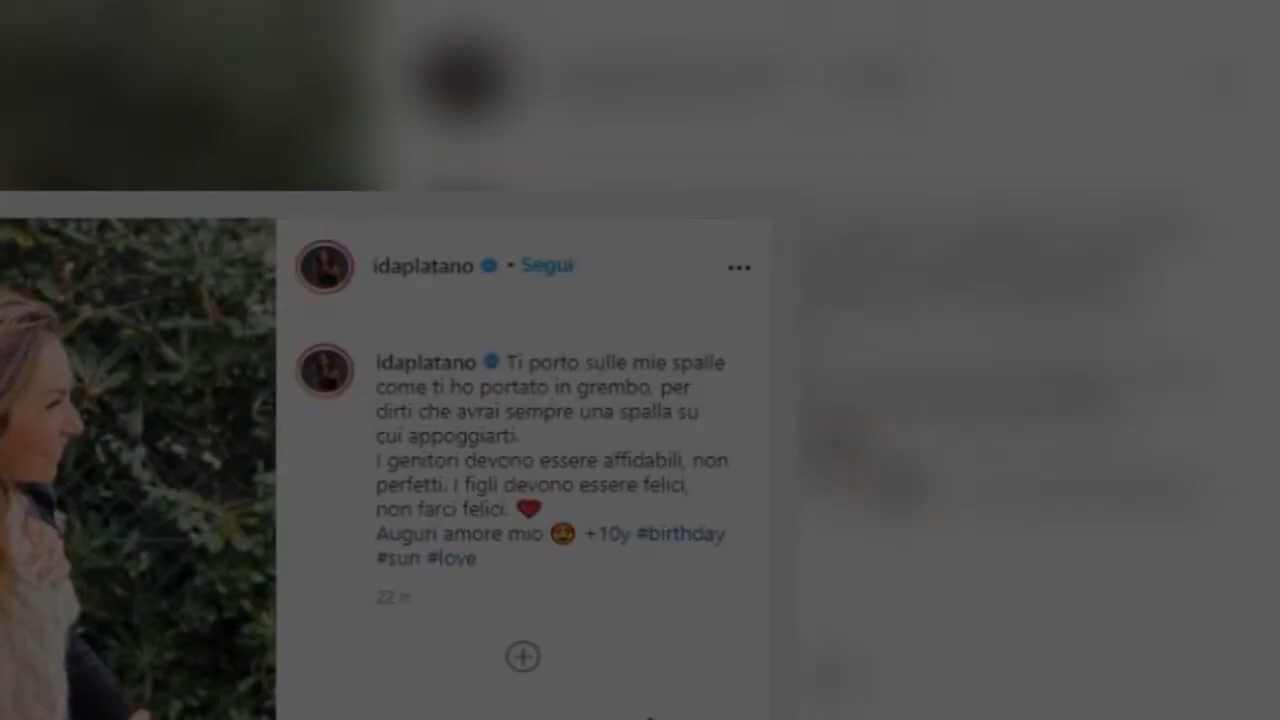 idaplatano • Segui
idaplatano Ti porto sulle mie spalle
come ti ho portato in grembo, per
dirti che avrai sempre una spalla su
cui appoggiarti.
I genitori devono essere affidabili, non
perfetti. I figli devono essere felici,
non farci felici. ❤️
Auguri amore mio 🤩 +10y #birthday
#sun #love
22 h